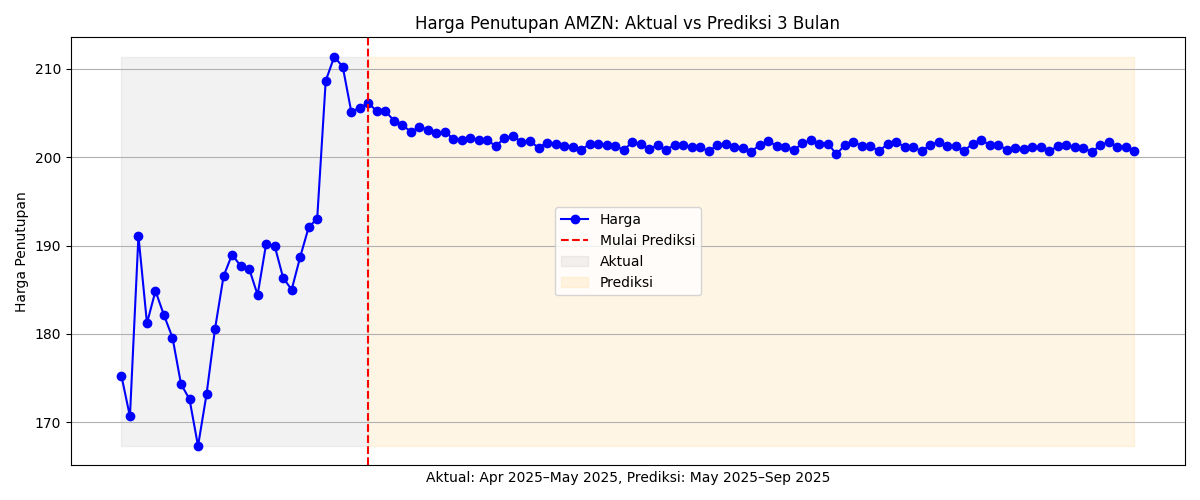 Harga Penutupan AMZN: Aktual vs Prediksi 3 Bulan
Harga Penutupan
210
200
190
180
170
Harga
Mulai Prediksi
Aktual
Prediksi
Aktual: Apr 2025–May 2025, Prediksi: May 2025–Sep 2025